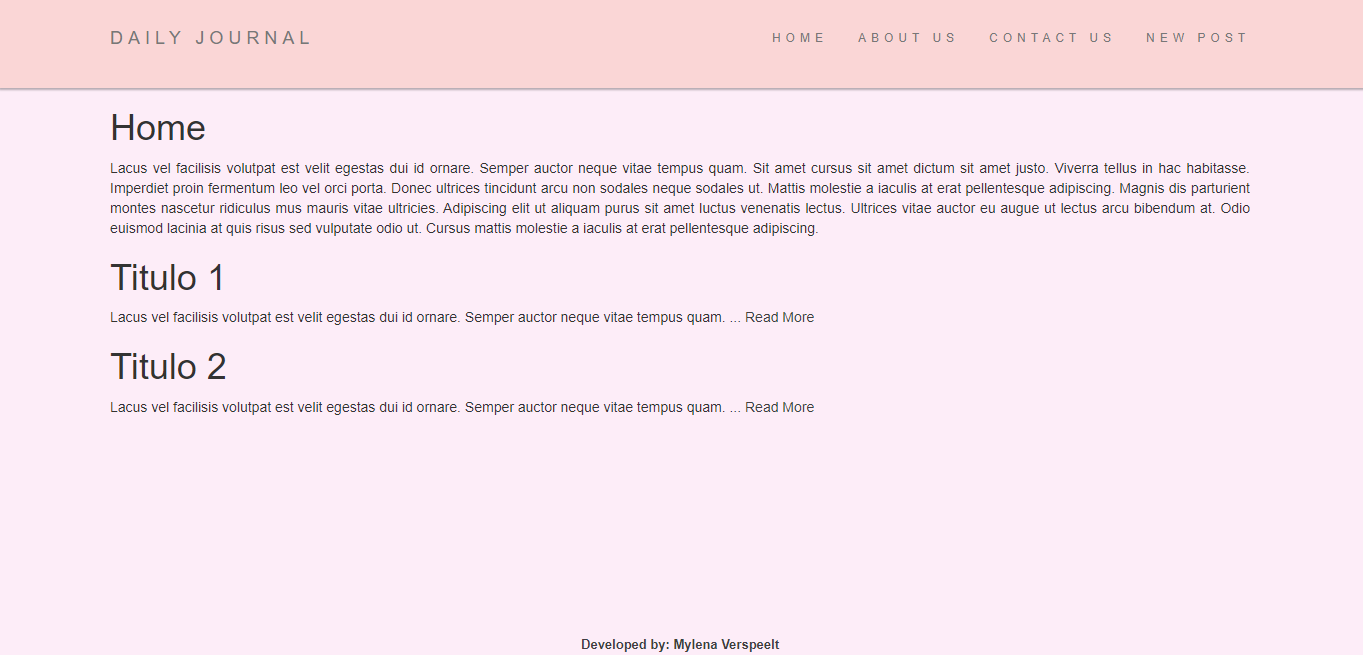 DAILY JOURNAL
HOME ABOUT US CONTACT US NEW POST
Home
Lacus vel facilisis volutpat est velit egestas dui id ornare. Semper auctor neque vitae tempus quam. Sit amet cursus sit amet dictum sit amet justo. Viverra tellus in hac habitasse.
Imperdiet proin fermentum leo vel orci porta. Donec ultrices tincidunt arcu non sodales neque sodales ut. Mattis molestie a iaculis at erat pellentesque adipiscing. Magnis dis parturient
montes nascetur ridiculus mus mauris vitae ultricies. Adipiscing elit ut aliquam purus sit amet luctus venenatis lectus. Ultrices vitae auctor eu augue ut lectus arcu bibendum at. Odio
euismod lacinia at quis risus sed vulputate odio ut. Cursus mattis molestie a iaculis at erat pellentesque adipiscing.
Titulo 1
Lacus vel facilisis volutpat est velit egestas dui id ornare. Semper auctor neque vitae tempus quam. ... Read More
Titulo 2
Lacus vel facilisis volutpat est velit egestas dui id ornare. Semper auctor neque vitae tempus quam. ... Read More
Developed by: Mylena Verspeelt